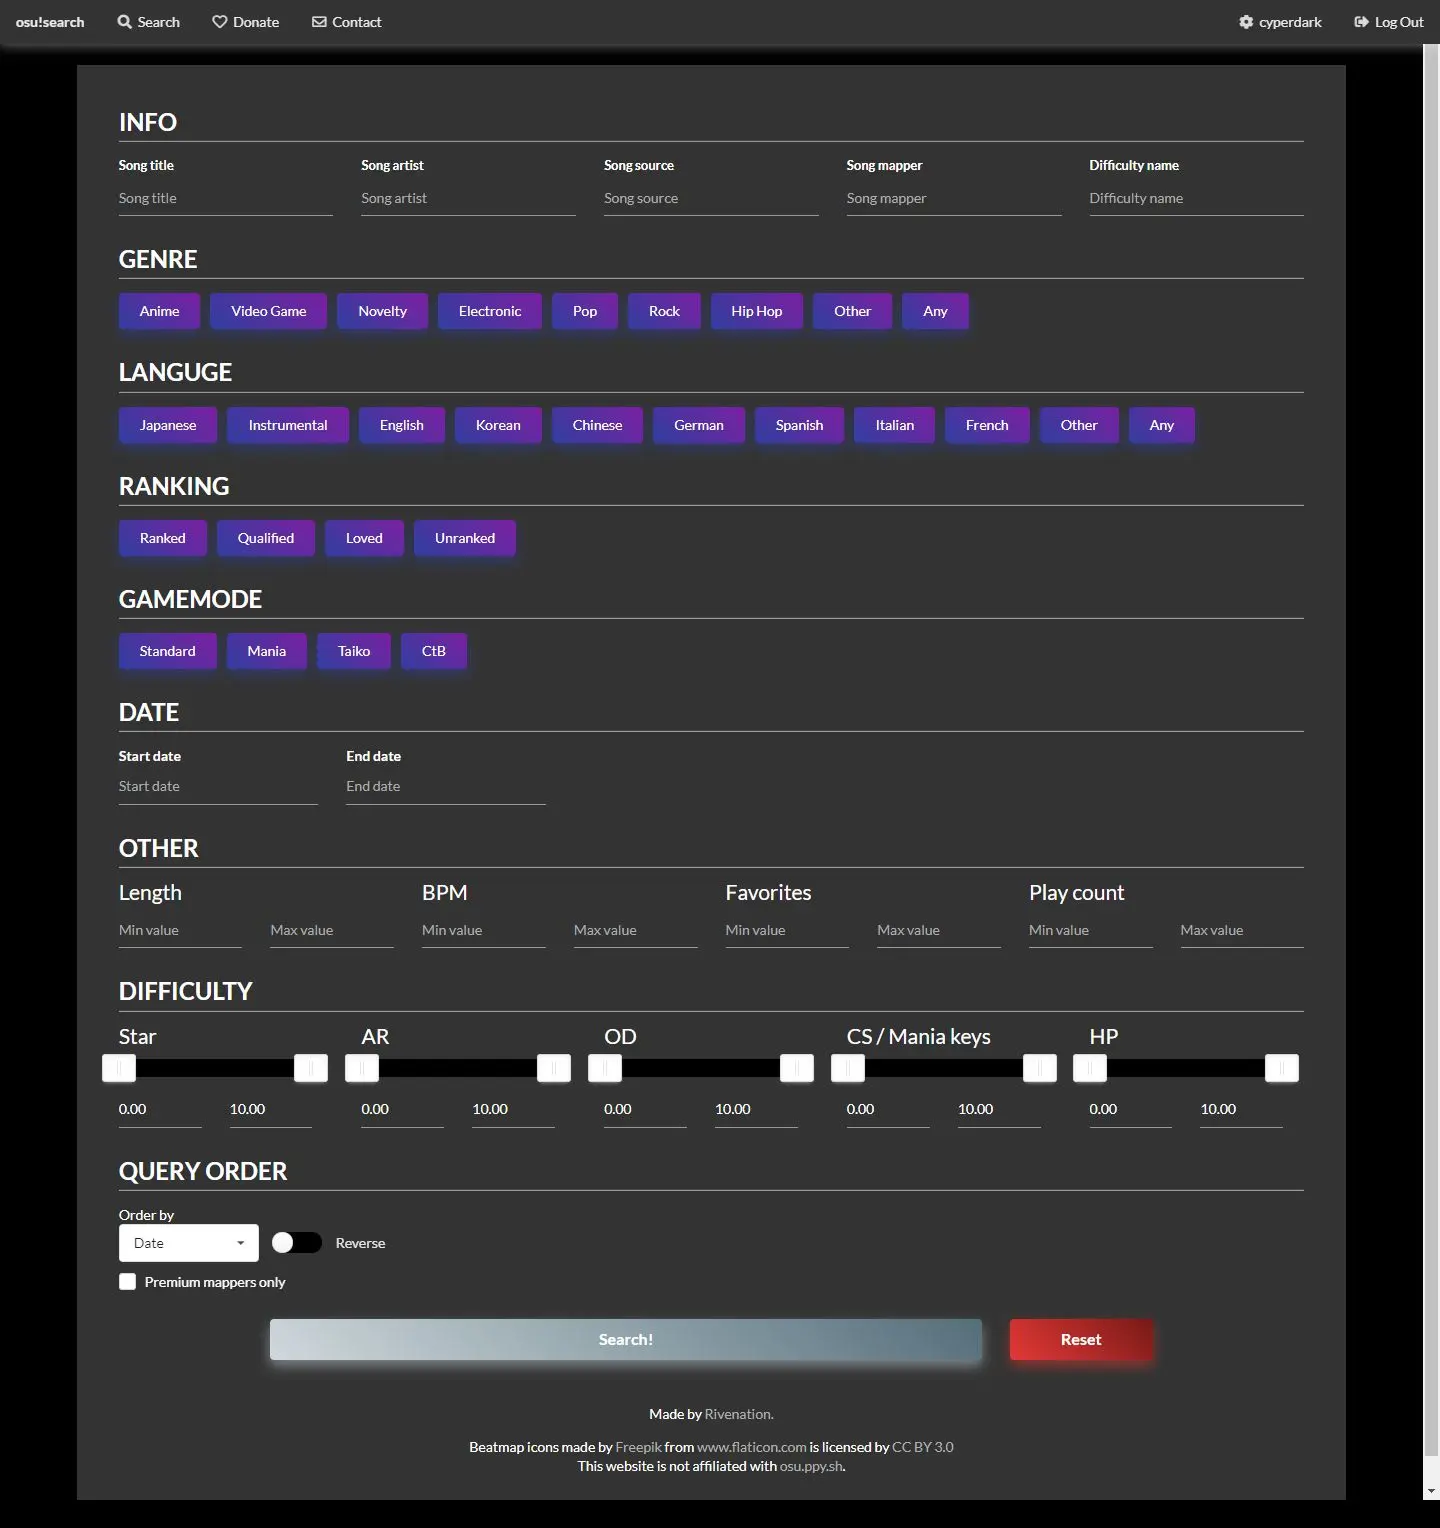 osu!search Search Donate Contact cyperdark Log Out
INFO
Song title Song artist Song source Song mapper Difficulty name
Song title Song artist Song source Song mapper Difficulty name
GENRE
Anime Video Game Novelty Electronic Pop Rock Hip Hop Other Any
LANGUGE
Japanese Instrumental English Korean Chinese German Spanish Italian French Other Any
RANKING
Ranked Qualified Loved Unranked
GAMEMODE
Standard Mania Taiko CtB
DATE
Start date End date
Start date End date
OTHER
Length BPM Favorites Play count
Min value Max value Min value Max value Min value Max value Min value Max value
DIFFICULTY
Star AR OD CS / Mania keys HP
0.00 10.00 0.00 10.00 0.00 10.00 0.00 10.00 0.00 10.00
QUERY ORDER
Order by
Date Reverse
Premium mappers only
Search! Reset
Made by Rivenation.
Beatmap icons made by Freepik from www.flaticon.com is licensed by CC BY 3.0
This website is not affiliated with osu.ppy.sh.